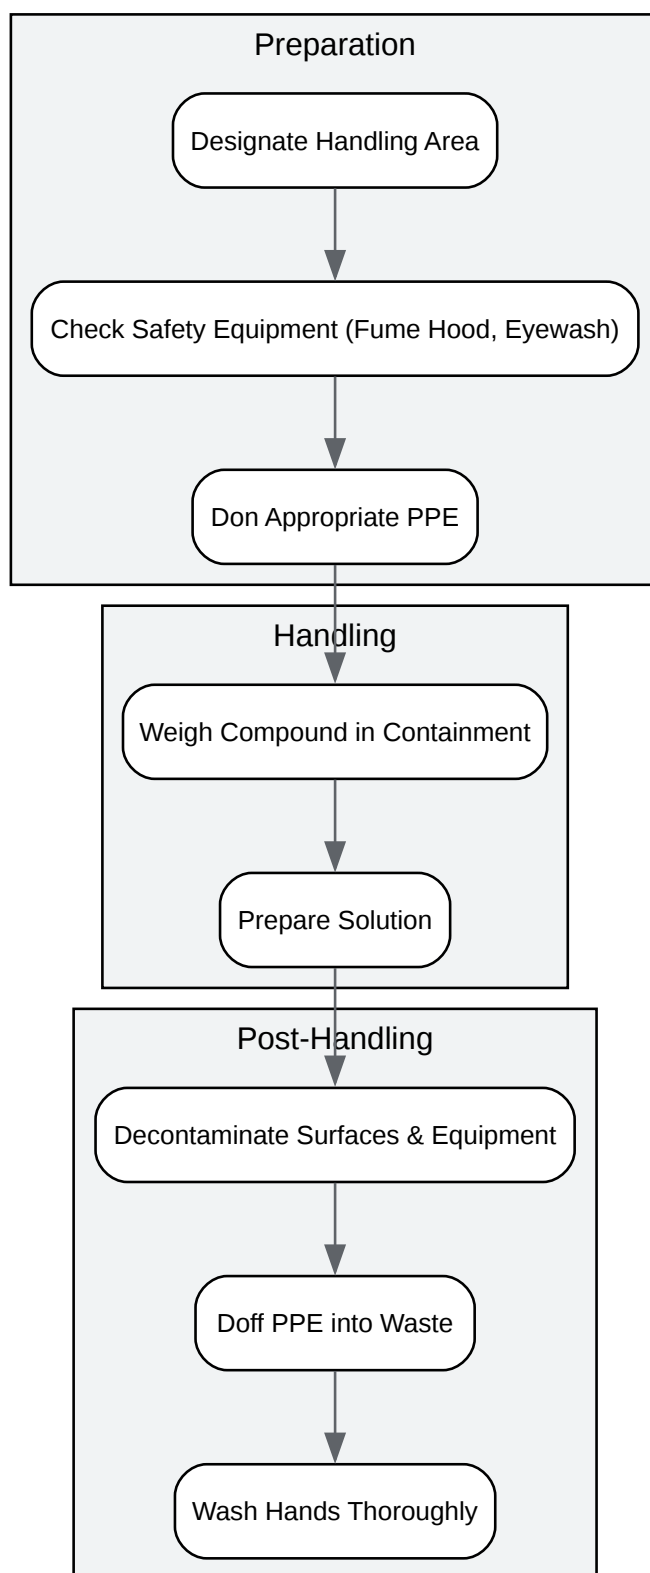 Preparation
Designate Handling Area
Check Safety Equipment (Fume Hood, Eyewash)
Don Appropriate PPE
Handling
Weigh Compound in Containment
Prepare Solution
Post-Handling
Decontaminate Surfaces & Equipment
Doff PPE into Waste
Wash Hands Thoroughly